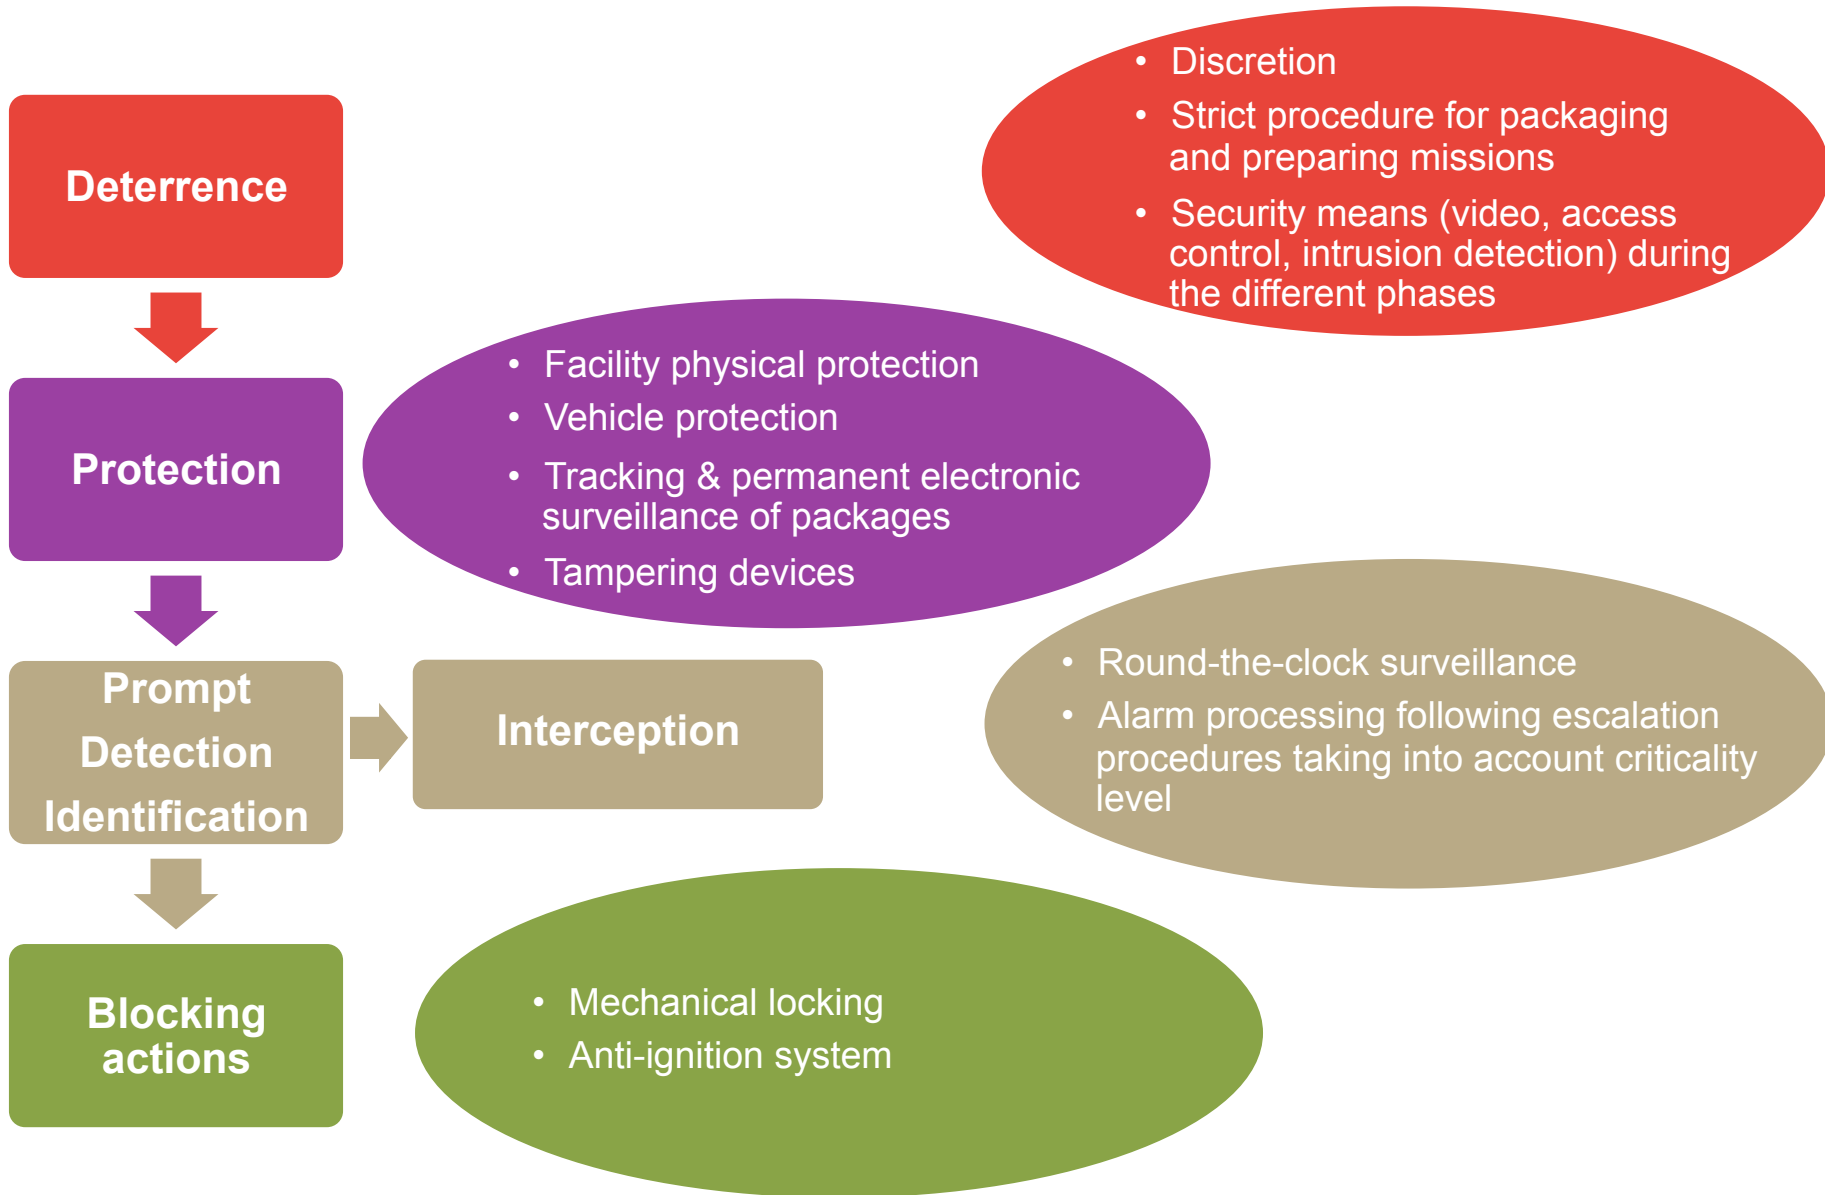 Deterrence
• Discretion
• Strict procedure for packaging
and preparing missions
• Security means (video, access
control, intrusion detection) during
the different phases
Protection
• Facility physical protection
• Vehicle protection
• Tracking & permanent electronic
surveillance of packages
• Tampering devices
Prompt
Detection
Identification
Interception
• Round-the-clock surveillance
• Alarm processing following escalation
procedures taking into account criticality
level
Blocking
actions
• Mechanical locking
• Anti-ignition system